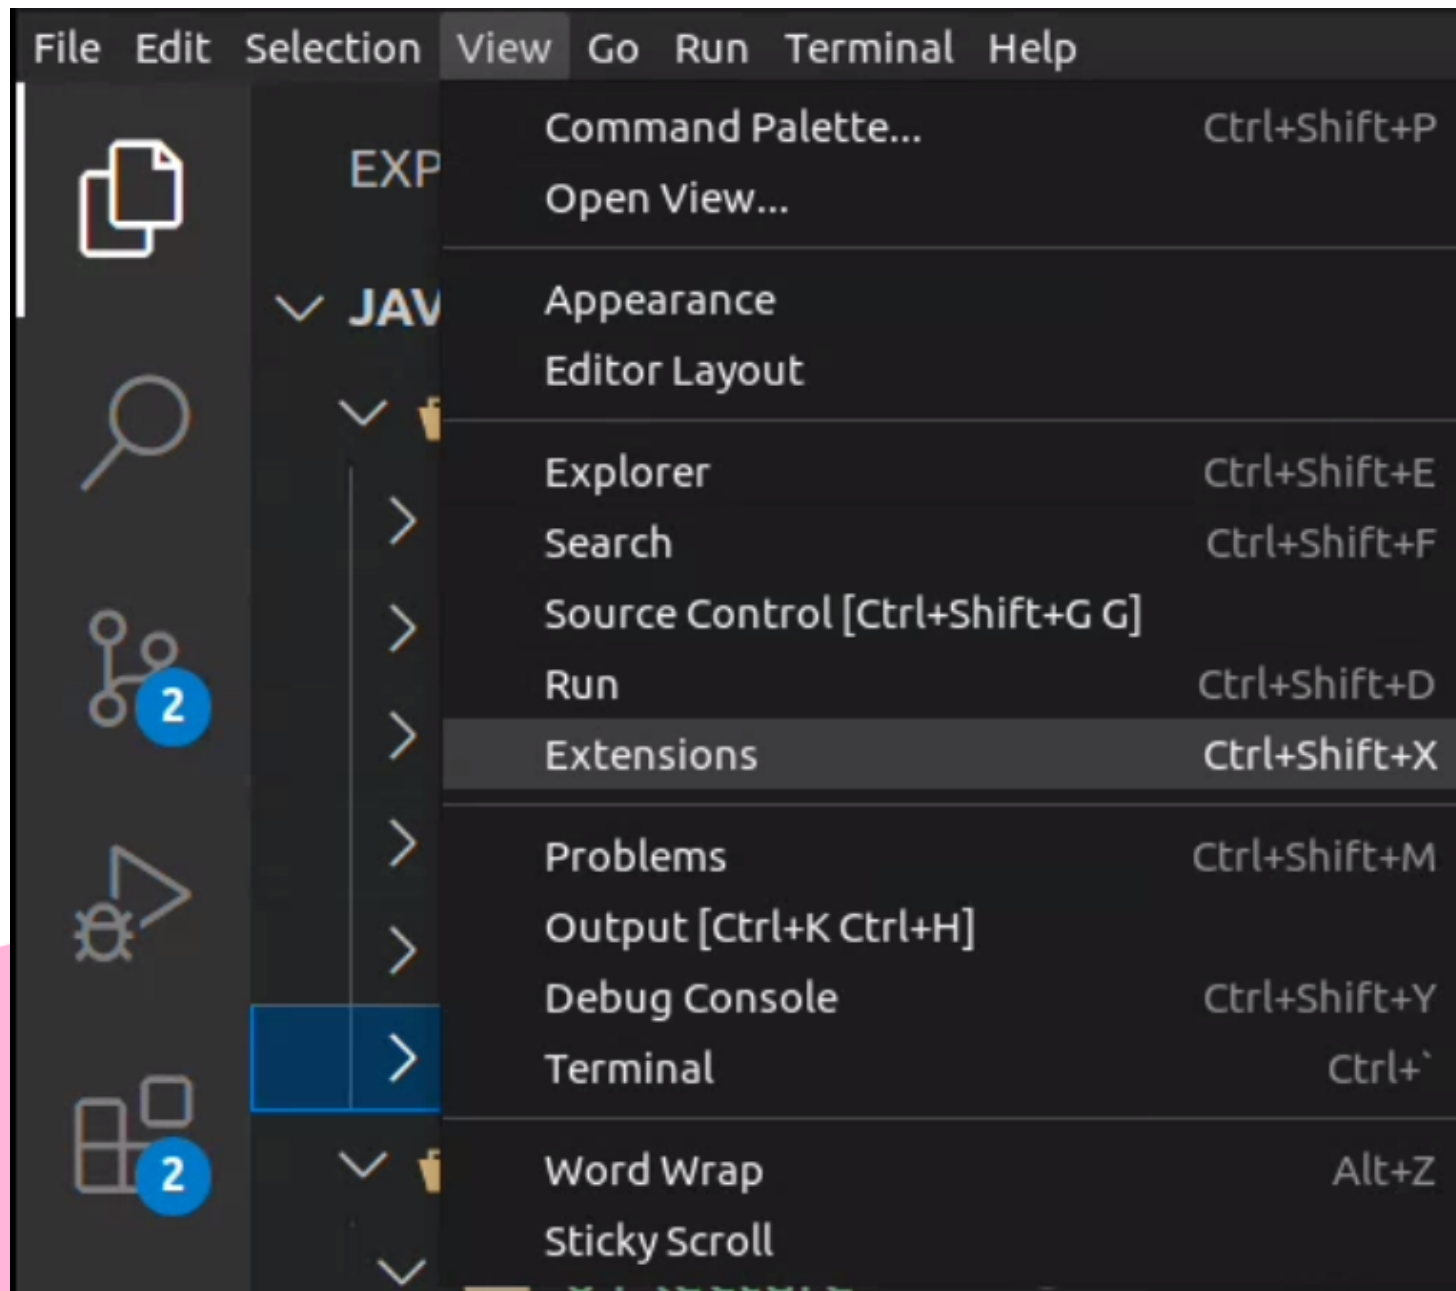 File Edit Selection View Go Run Terminal Help
Command Palette... Ctrl+Shift+P
EXP
Open View...
Appearance
JAV
Editor Layout
Explorer Ctrl+Shift+E
Search Ctrl+Shift+F
Source Control [Ctrl+Shift+G G]
Run Ctrl+Shift+D
2
Extensions Ctrl+Shift+X
Problems Ctrl+Shift+M
Output [Ctrl+K Ctrl+H]
Debug Console Ctrl+Shift+Y
Terminal Ctrl+`
2
Word Wrap Alt+Z
Sticky Scroll